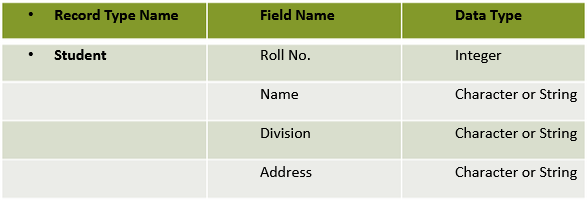 • Record Type Name Field Name Data Type
• Student Roll No. Integer
Name Character or String
Division Character or String
Address Character or String